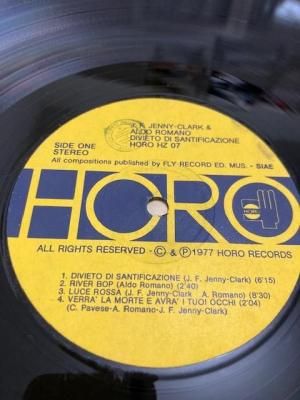 J. F. JENNY-CLARK &
ALDO ROMANO
DIVIETO DI SANTIFICAZIONE
HORO HZ 07
SIDE ONE
STEREO
All compositions published by FLY RECORD ED. MUS. - SIAE
HORO
HORO
ALL RIGHTS RESERVED - © & Ⓟ 1977 HORO RECORDS
1. DIVIETO DI SANTIFICAZIONE (J. F. Jenny-Clark) (6'15)
2. RIVER BOP (Aldo Romano) (2'40)
3. LUCE ROSSA (J. F. Jenny-Clark - A. Romano) (8'30)
4. VERRA' LA MORTE E AVRA' I TUOI OCCHI (2'04)
(C. Pavese-A. Romano-J. F. Jenny-Clark)